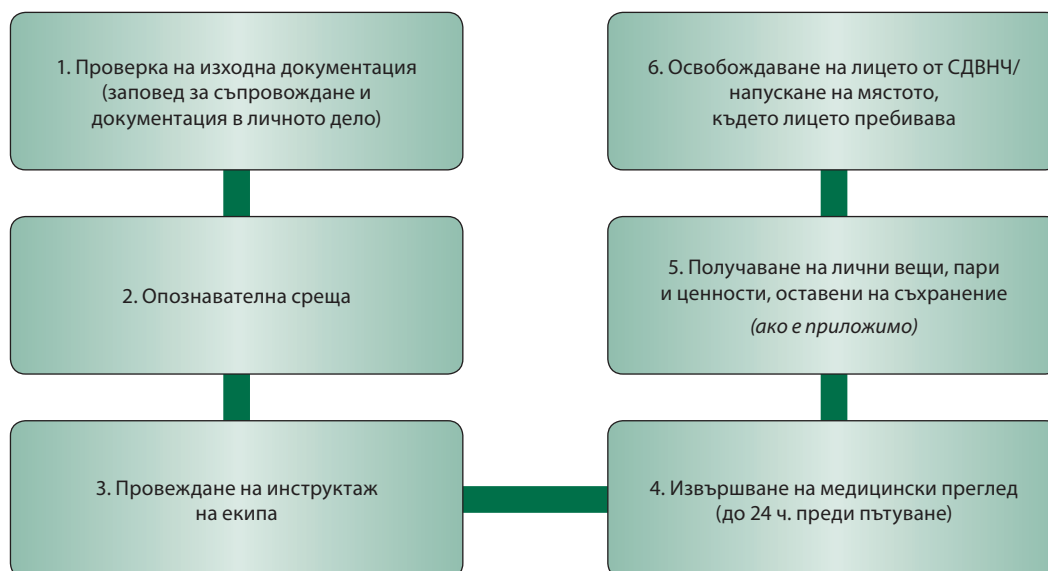 1. Проверка на изходна документация
(заповед за съпровождане и
документация в личното дело)
2. Опознавателна среща
3. Провеждане на инструктаж
на екипа
4. Извършване на медицински преглед
(до 24 ч. преди пътуване)
5. Получаване на лични вещи, пари
и ценности, оставени на съхранение
(ако е приложимо)
6. Освобождаване на лицето от СДВНЧ/
напускане на мястото,
където лицето пребивава